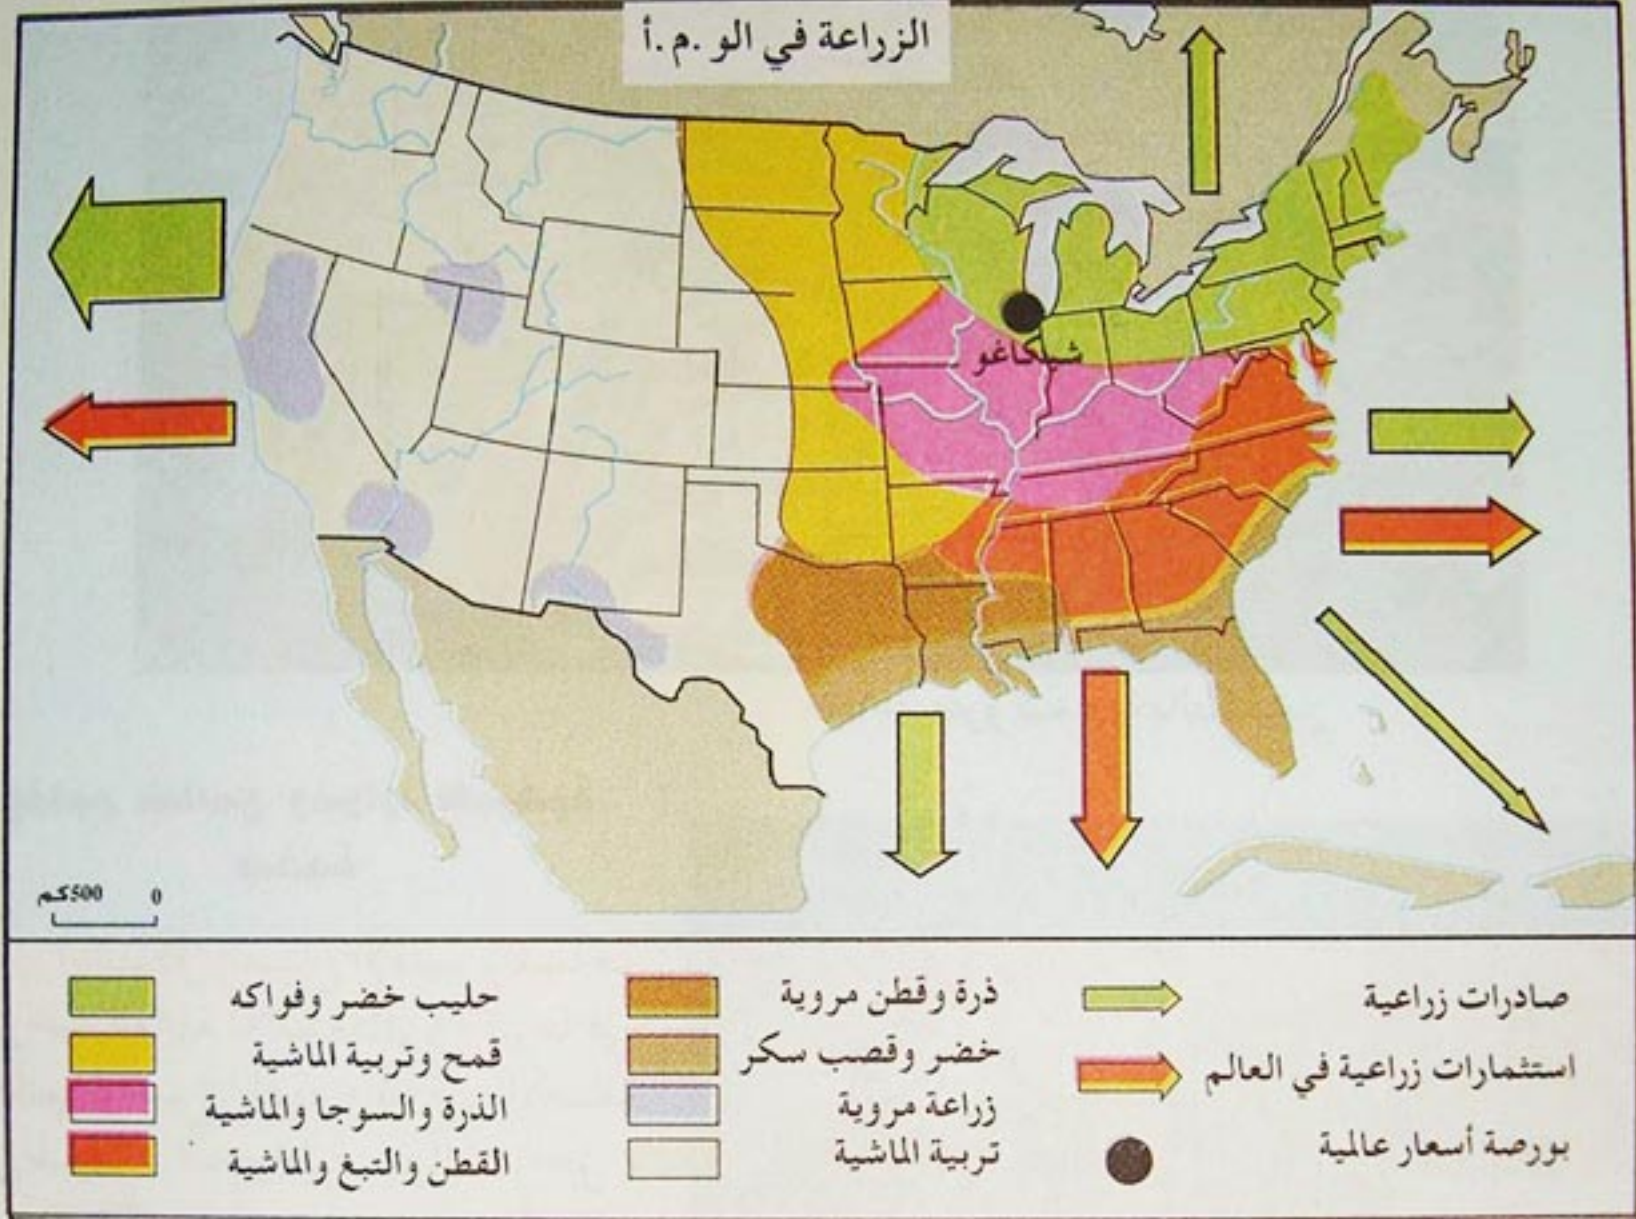 الزراعة في الو.م.أ
شيكاغو
500كم 0
صادرات زراعية
استثمارات زراعية في العالم
بورصة أسعار عالمية
ذرة وقطن مروية
خضر وقصب سكر
زراعة مروية
تربية الماشية
حليب خضر وفواكه
قمح وتربية الماشية
الذرة والسوجا والماشية
القطن والتبغ والماشية